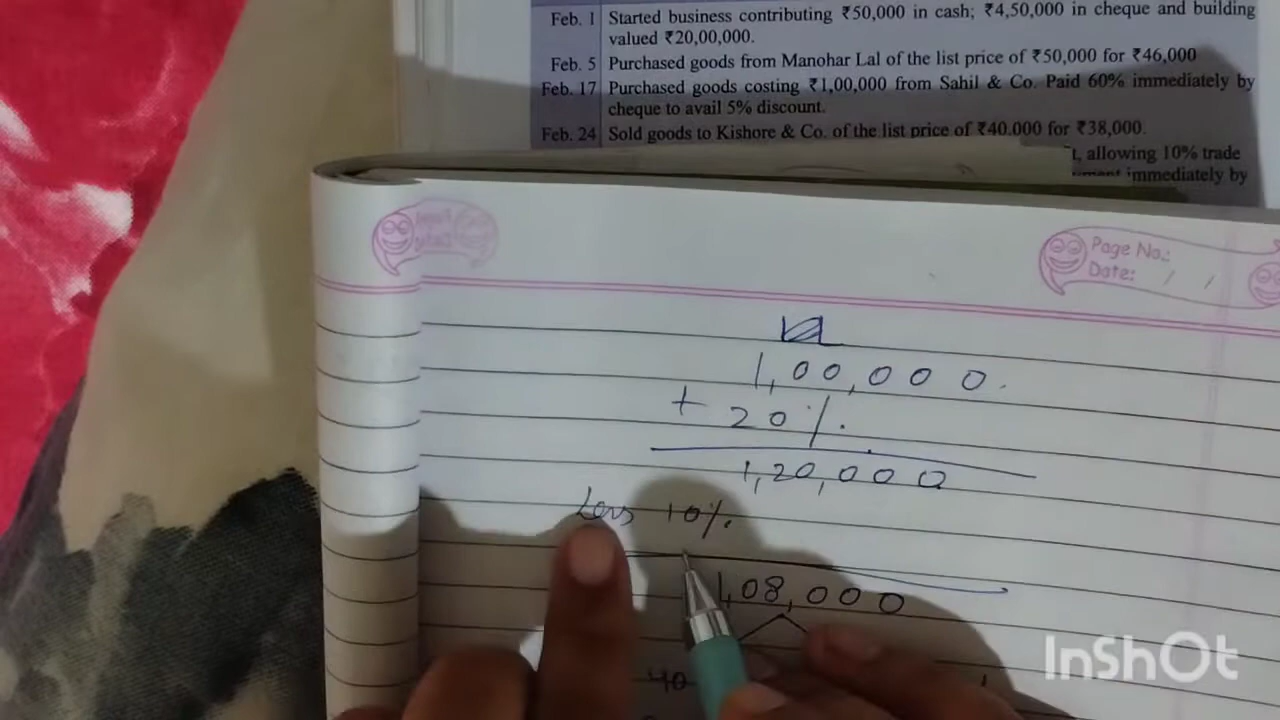 Feb. 1 Started business contributing ₹50,000 in cash; ₹4,50,000 in cheque and building
valued ₹20,00,000.
Feb. 5 Purchased goods from Manohar Lal of the list price of ₹50,000 for ₹46,000
Feb. 17 Purchased goods costing ₹1,00,000 from Sahil & Co. Paid 60% immediately by
cheque to avail 5% discount.
Feb. 24 Sold goods to Kishore & Co. of the list price of ₹40.000 for ₹38,000.
allowing 10% trade
immediately by
Page No.:
Date: / /
1,00,000.
+ 20%.
1,20,000
Less 10%.
1,08,000
40
InShOt